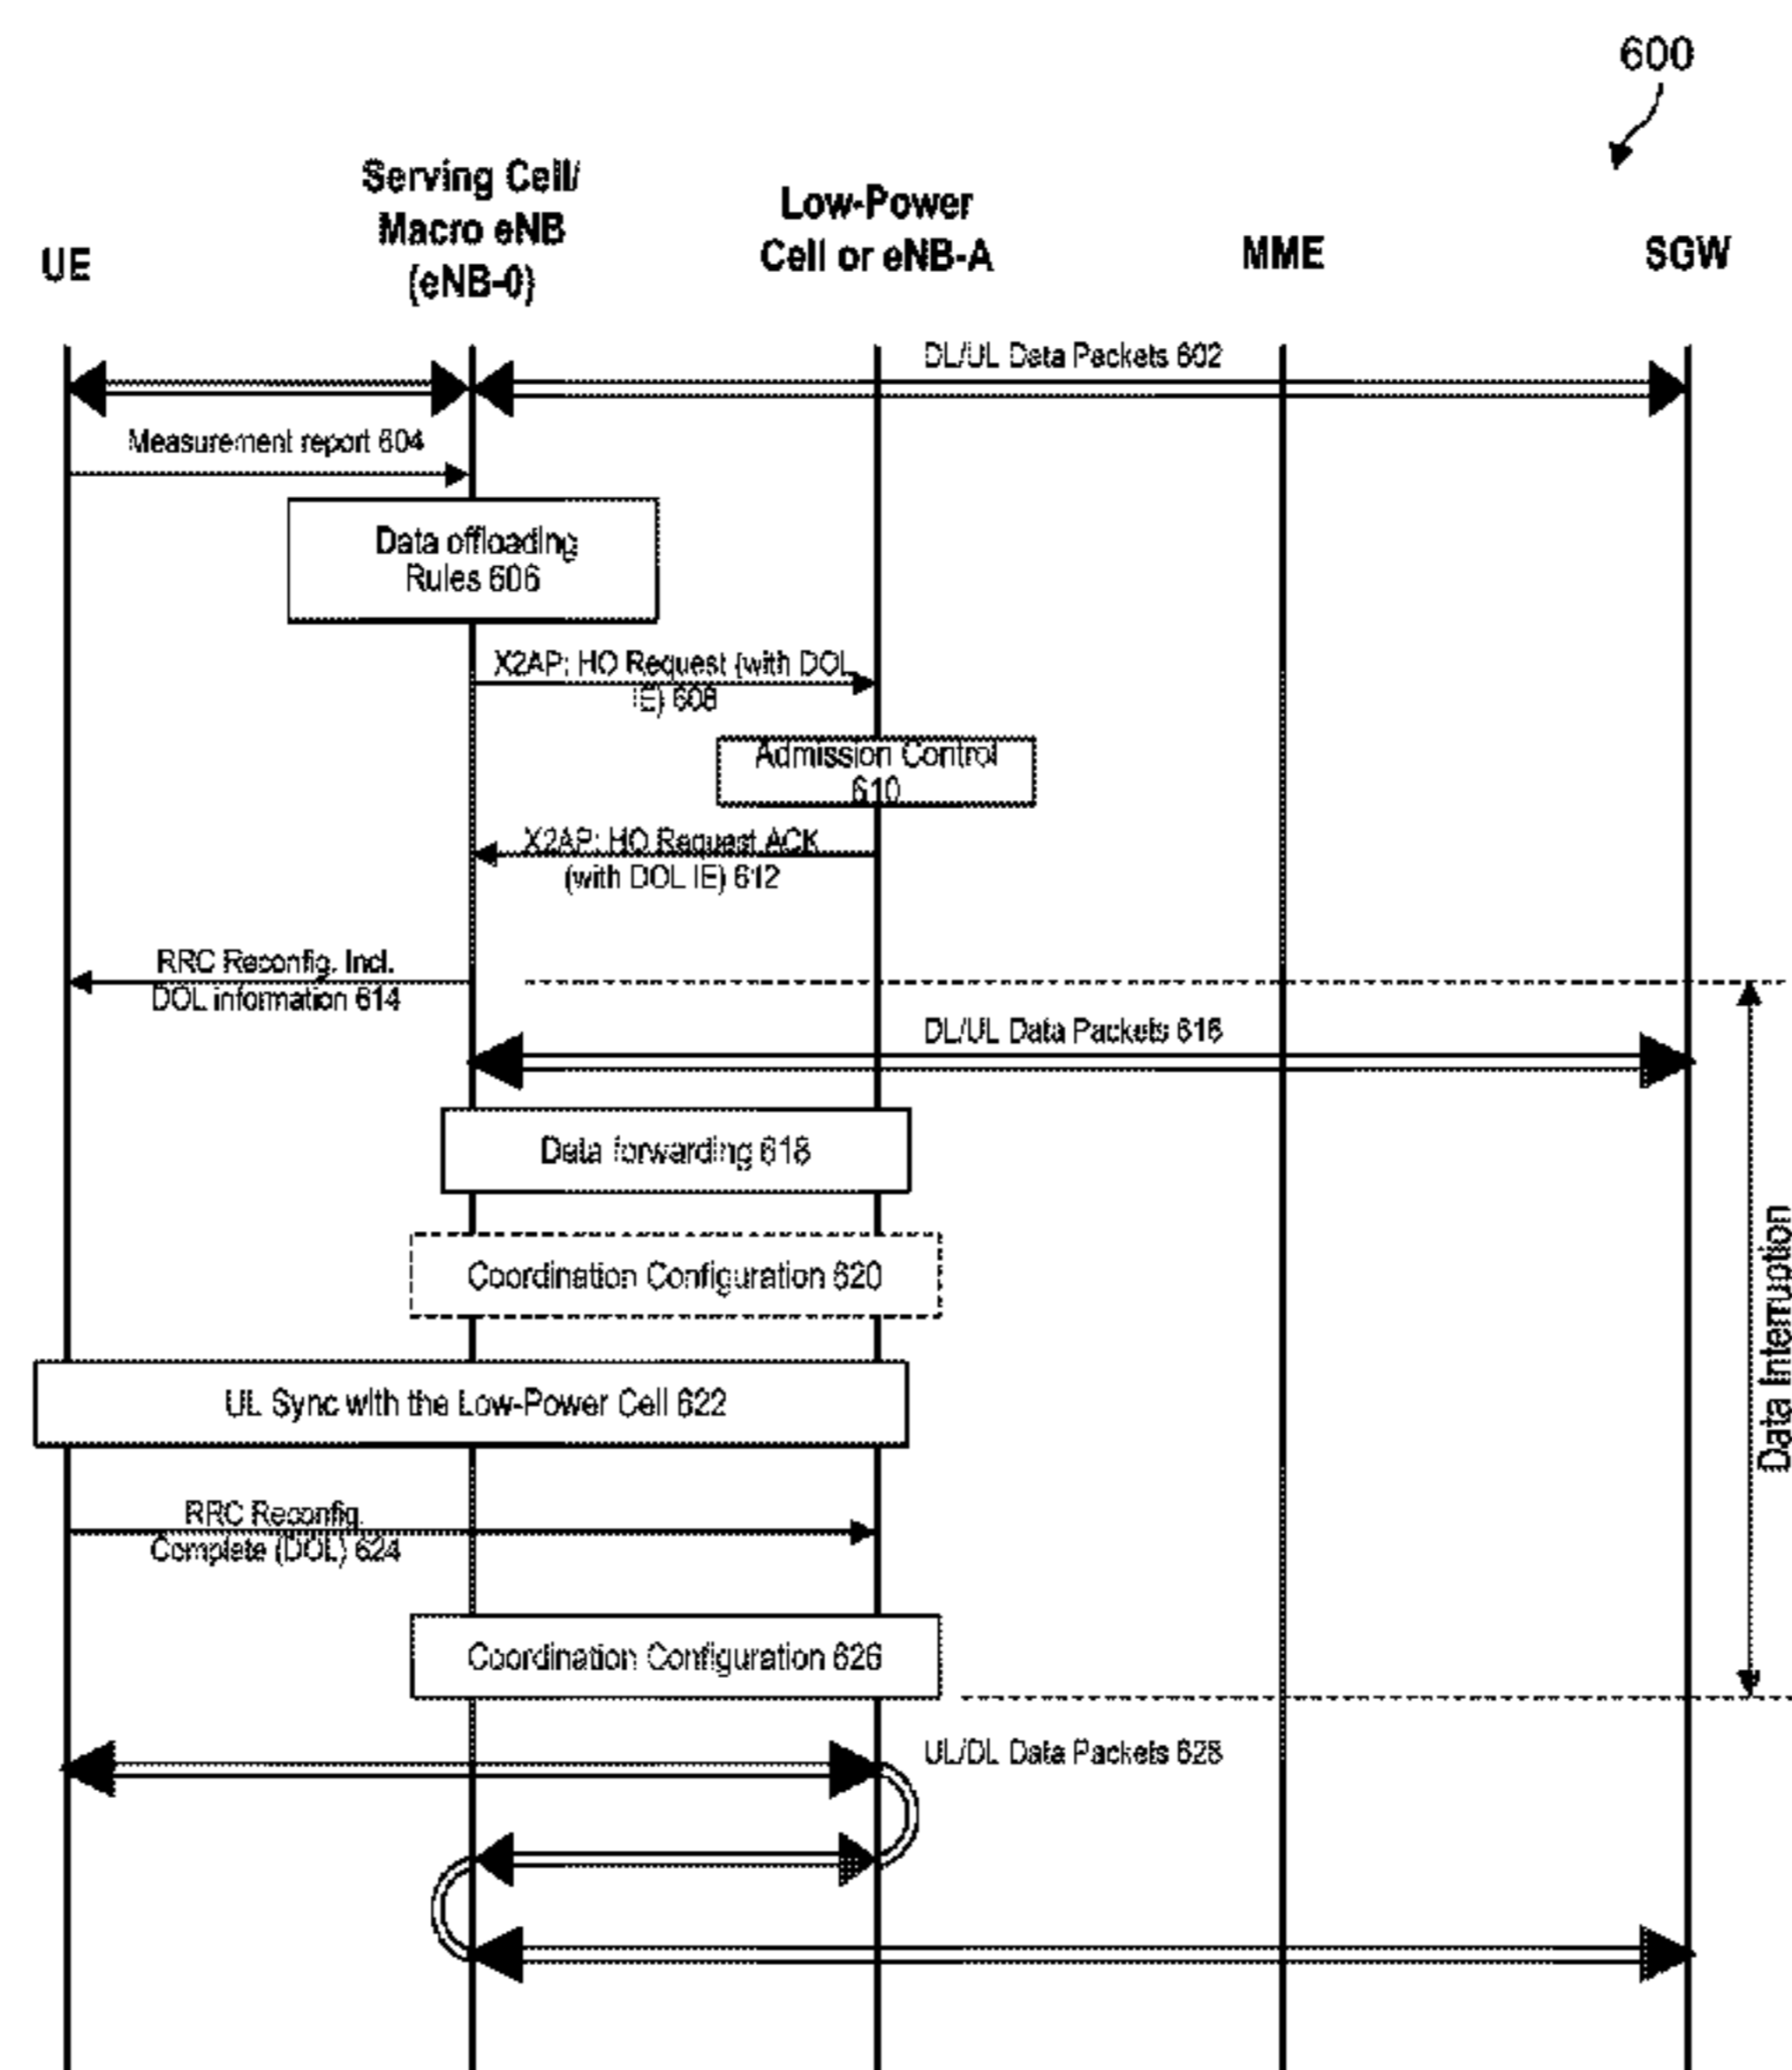 600
Serving Cell/
Macro eNB
(eNB-0)
Low-Power
Cell or eNB-A
UE
MME
SGW
DL/UL Data Packets 602
Measurement report 604
Data offloading
Rules 606
X2AP: HO Request (with DOL
IE) 608
Admission Control
610
X2AP: HO Request ACK
(with DOL IE) 612
RRC Reconfig. Incl.
DOL information 614
DL/UL Data Packets 616
Data forwarding 618
Coordination Configuration 620
Data Interruption
UL Sync with the Low-Power Cell 622
RRC Reconfig.
Complete (DOL) 624
Coordination Configuration 626
UL/DL Data Packets 628